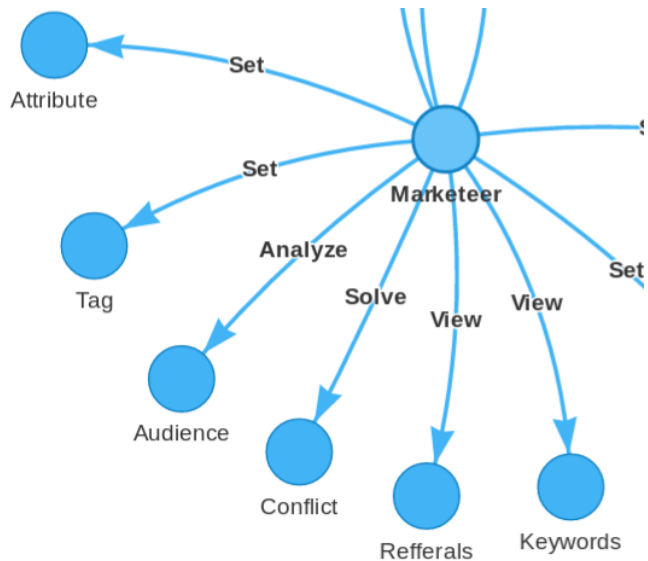 Set
Attribute
Set
Marketeer
Analyze
Set
Tag
Solve
View
View
Audience
Conflict
Refferals
Keywords